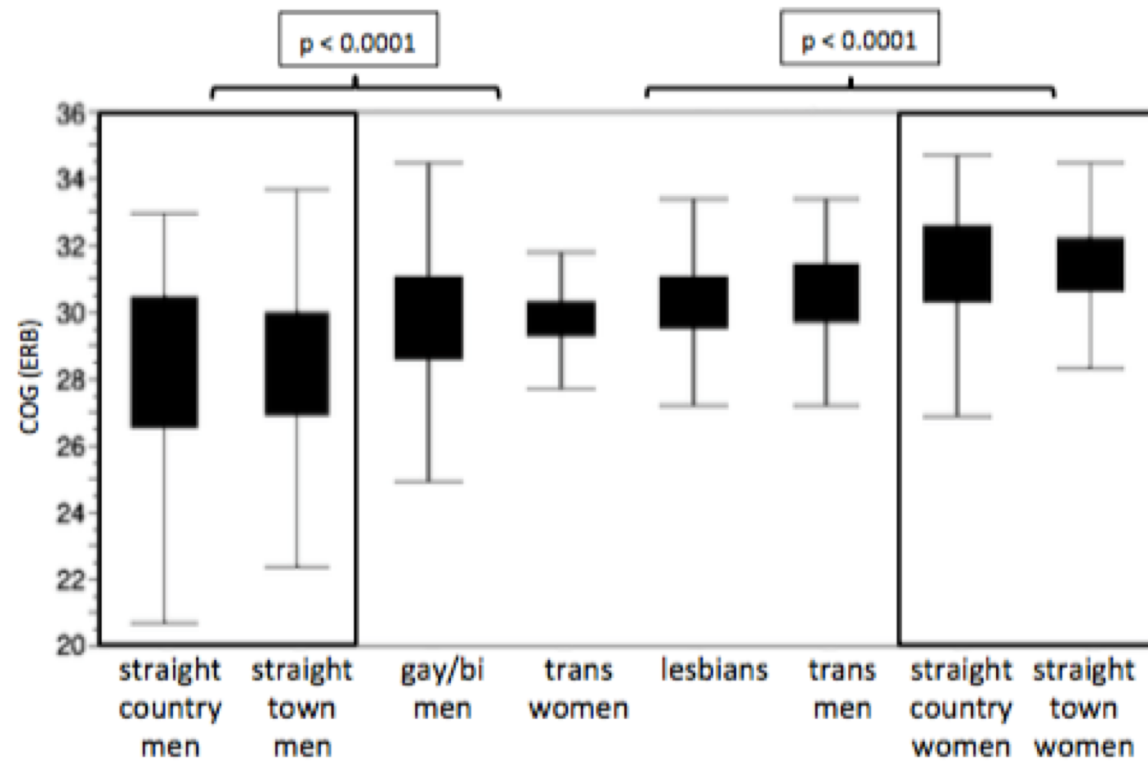 p < 0.0001
p < 0.0001
36
34
32
30
28
26
24
22
20
COG (ERB)
straight
country
men
straight
town
men
gay/bi
men
trans
women
lesbians
trans
men
straight
country
women
straight
town
women